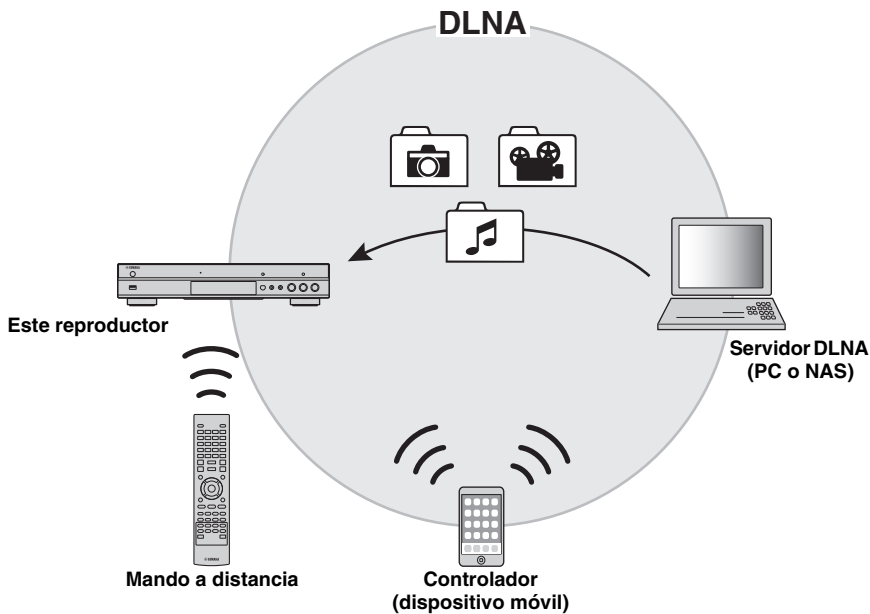 DLNA
Este reproductor
Servidor DLNA
(PC o NAS)
Mando a distancia
Controlador
(dispositivo móvil)